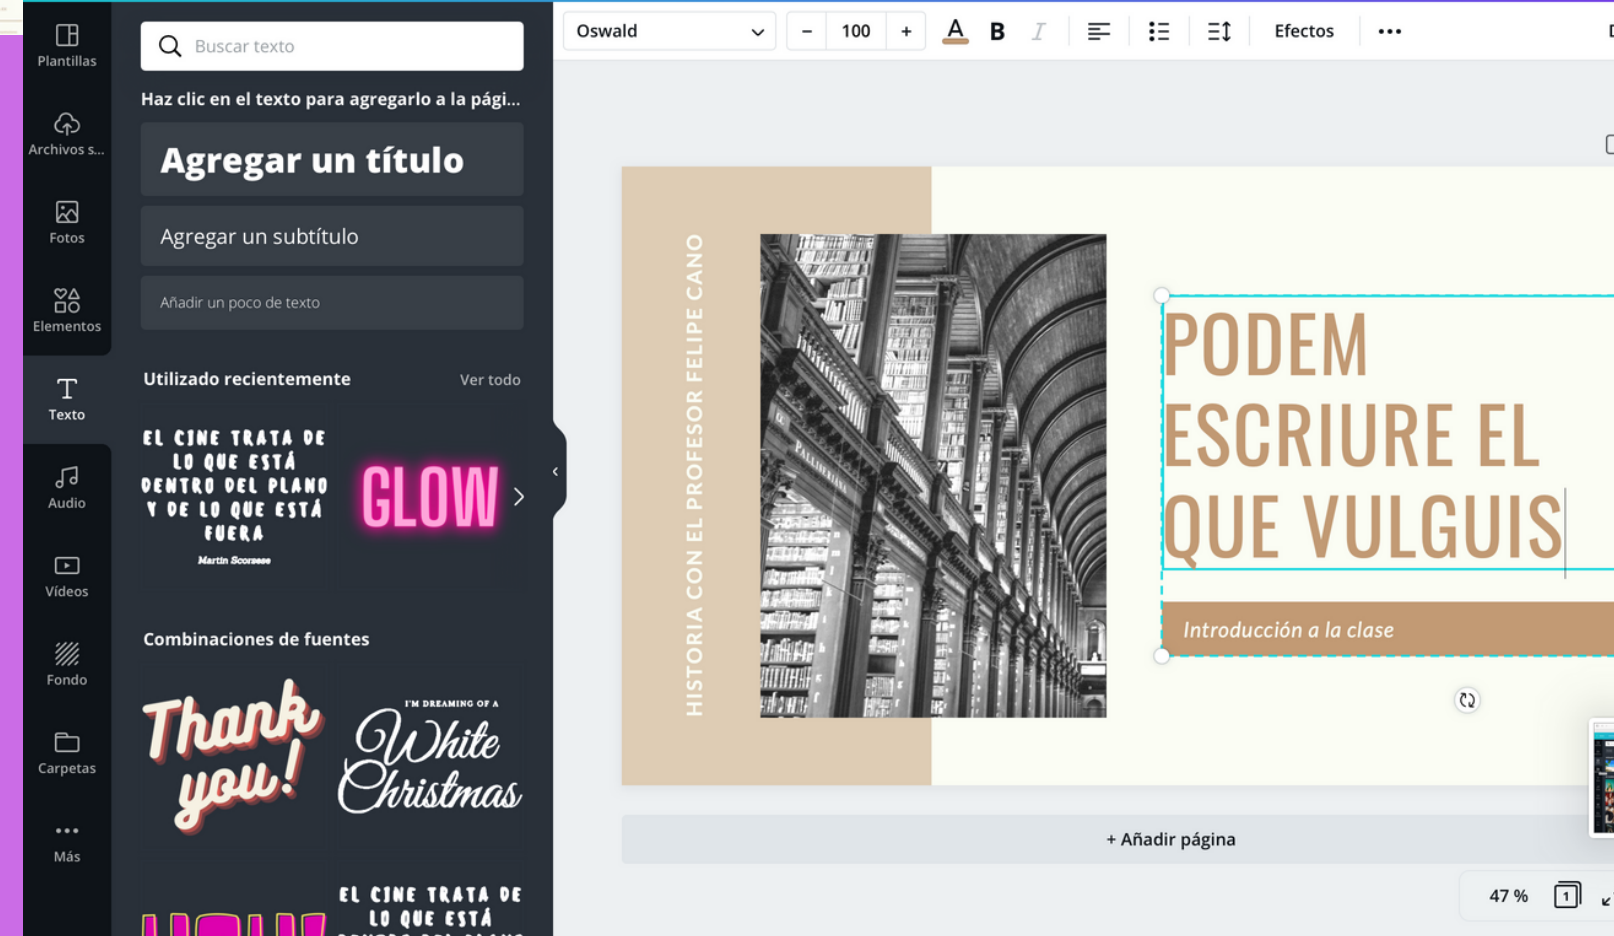 Plantillas
Archivos s...
Fotos
Elementos
Texto
Audio
Vídeos
Fondo
Carpetas
Más
Buscar texto
Haz clic en el texto para agregarlo a la pági...
Agregar un título
Agregar un subtítulo
Añadir un poco de texto
Utilizado recientemente
Ver todo
EL CINE TRATA DE
LO QUE ESTÁ
DENTRO DEL PLANO
Y DE LO QUE ESTÁ
FUERA
Martin Scorsese
GLOW
Combinaciones de fuentes
Thank
you!
I'M DREAMING OF A
White
Christmas
EL CINE TRATA DE
LO QUE ESTÁ
Oswald
100
A
B
I
Efectos
HISTORIA CON EL PROFESOR FELIPE CANO
PODEM
ESCRIURE EL
QUE VULGUIS
Introducción a la clase
+ Añadir página
47 %
1